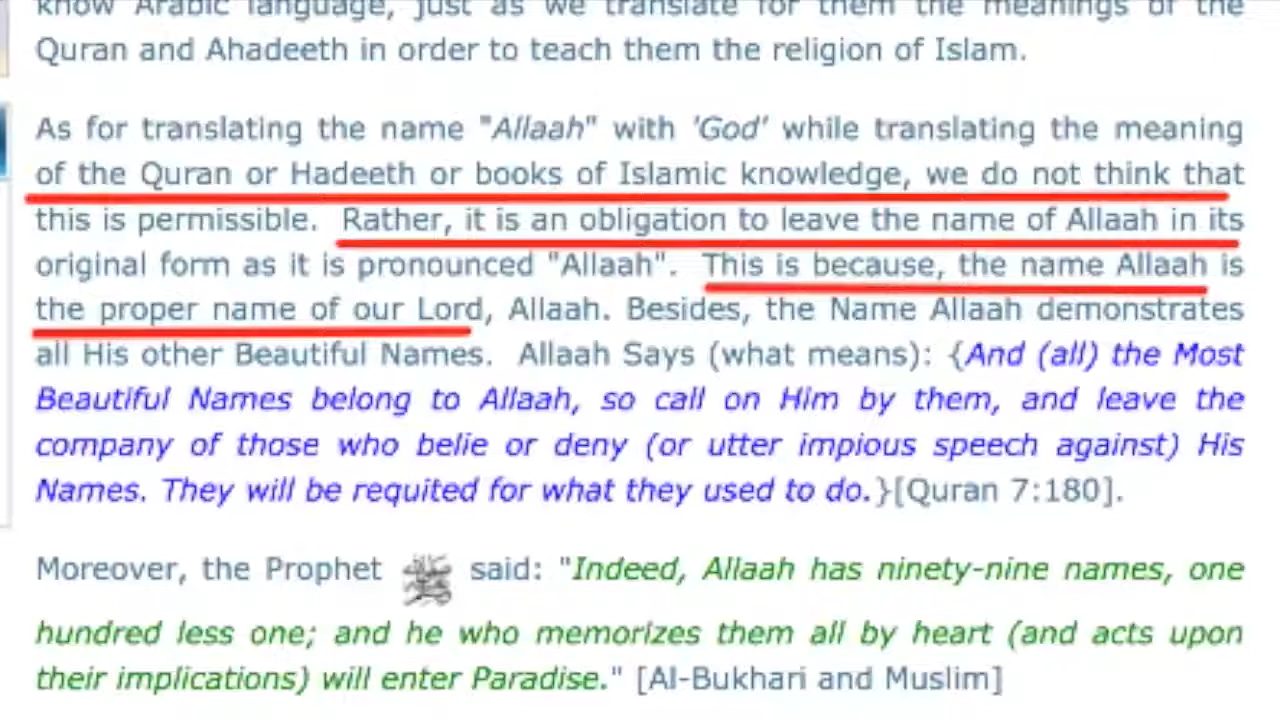 know Arabic language, just as we translate for them the meanings of the
Quran and Ahadeeth in order to teach them the religion of Islam.
As for translating the name "Allaah" with 'God' while translating the meaning
of the Quran or Hadeeth or books of Islamic knowledge, we do not think that
this is permissible. Rather, it is an obligation to leave the name of Allaah in its
original form as it is pronounced "Allaah". This is because, the name Allaah is
the proper name of our Lord, Allaah. Besides, the Name Allaah demonstrates
all His other Beautiful Names. Allaah Says (what means): {And (all) the Most
Beautiful Names belong to Allaah, so call on Him by them, and leave the
company of those who belie or deny (or utter impious speech against) His
Names. They will be requited for what they used to do.}[Quran 7:180].
Moreover, the Prophet ﷺ said: "Indeed, Allaah has ninety-nine names, one
hundred less one; and he who memorizes them all by heart (and acts upon
their implications) will enter Paradise." [Al-Bukhari and Muslim]